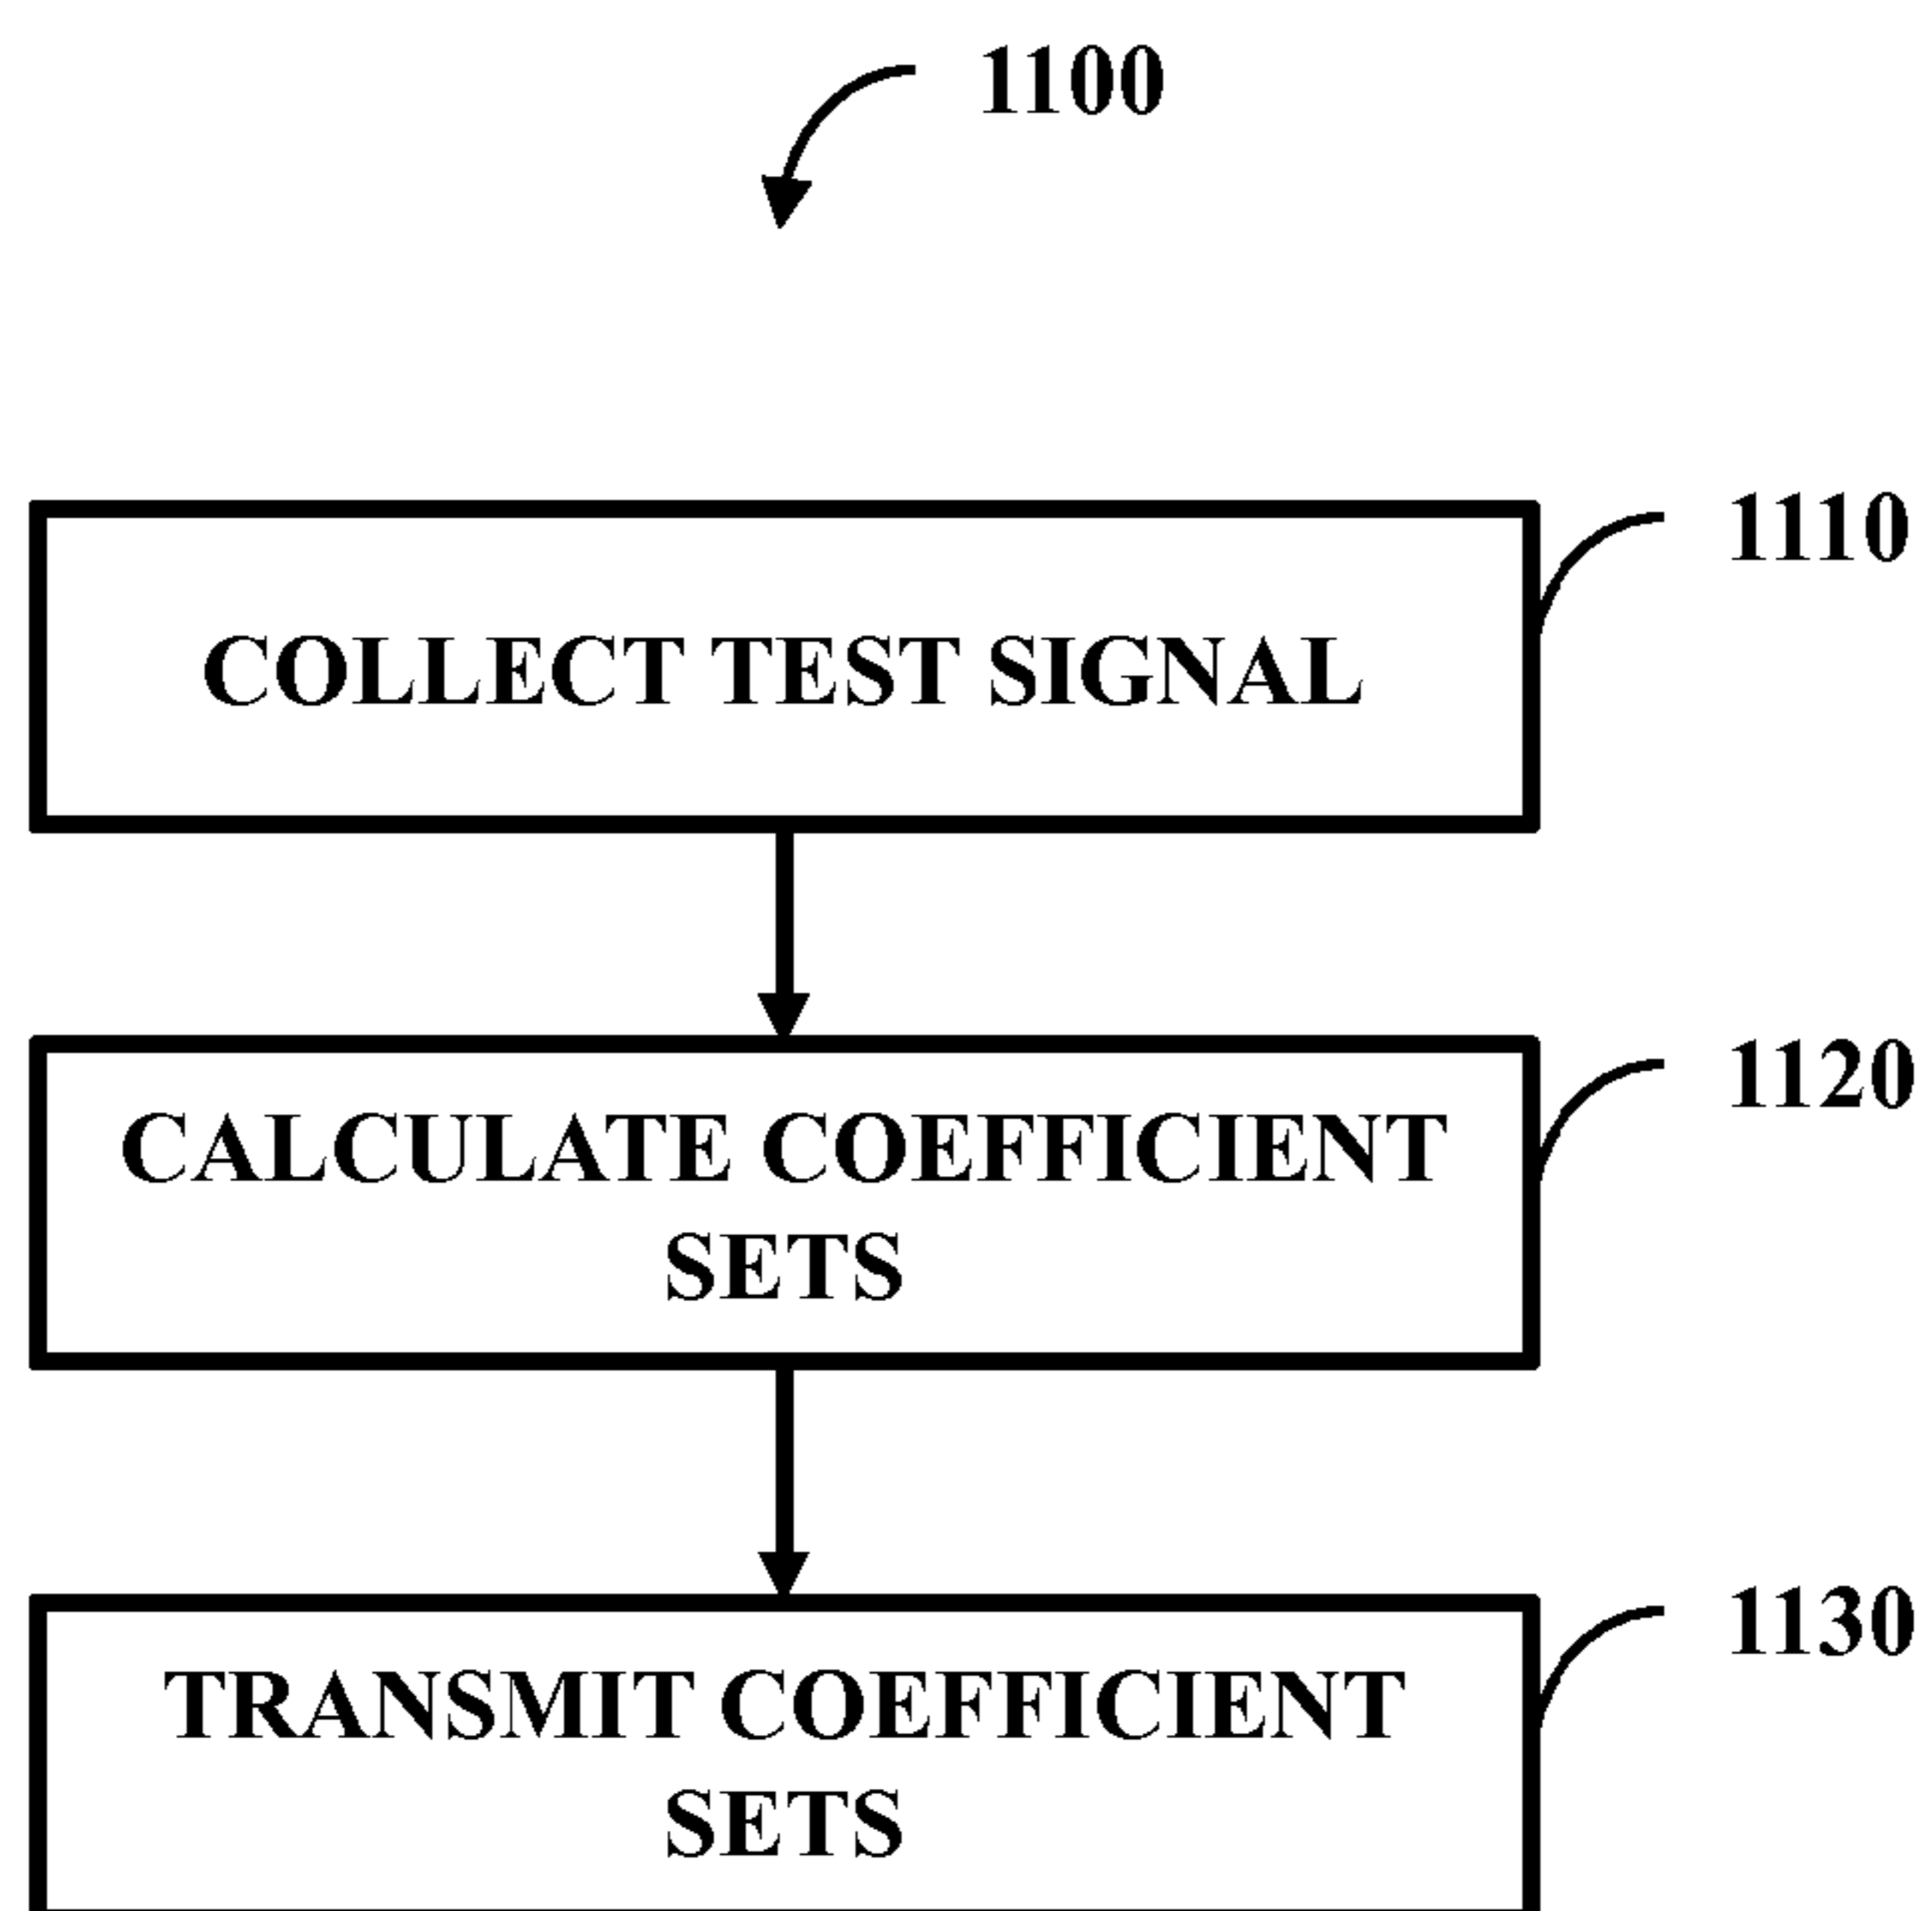 1100
1110
COLLECT TEST SIGNAL
1120
CALCULATE COEFFICIENT
SETS
1130
TRANSMIT COEFFICIENT
SETS